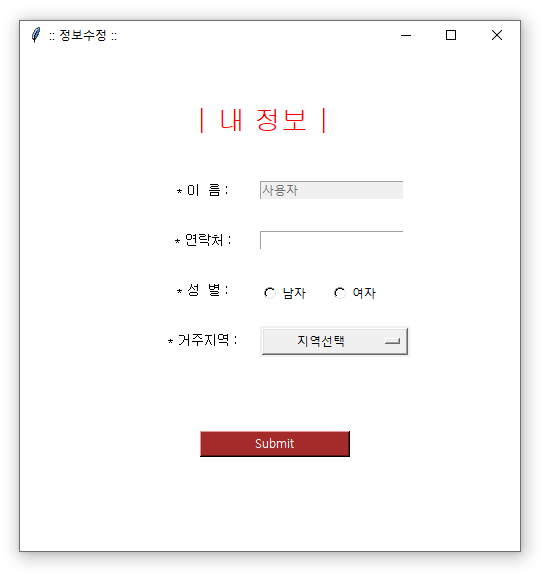 :: 정보수정 ::
| 내 정보 |
* 이 름 : 사용자
* 연락처 :
* 성 별 : 남자 여자
* 거주지역 : 지역선택
Submit